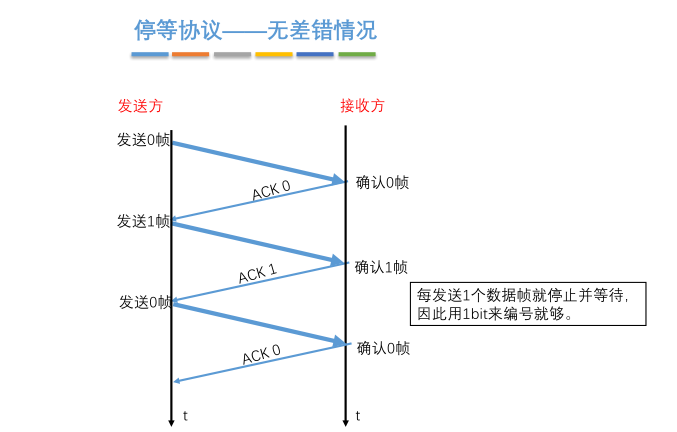 停等协议——无差错情况
发送方
接收方
发送0帧
确认0帧
ACK 0
发送1帧
确认1帧
ACK 1
每发送1个数据帧就停止并等待，
因此用1bit来编号就够。
发送0帧
确认0帧
ACK 0
t
t